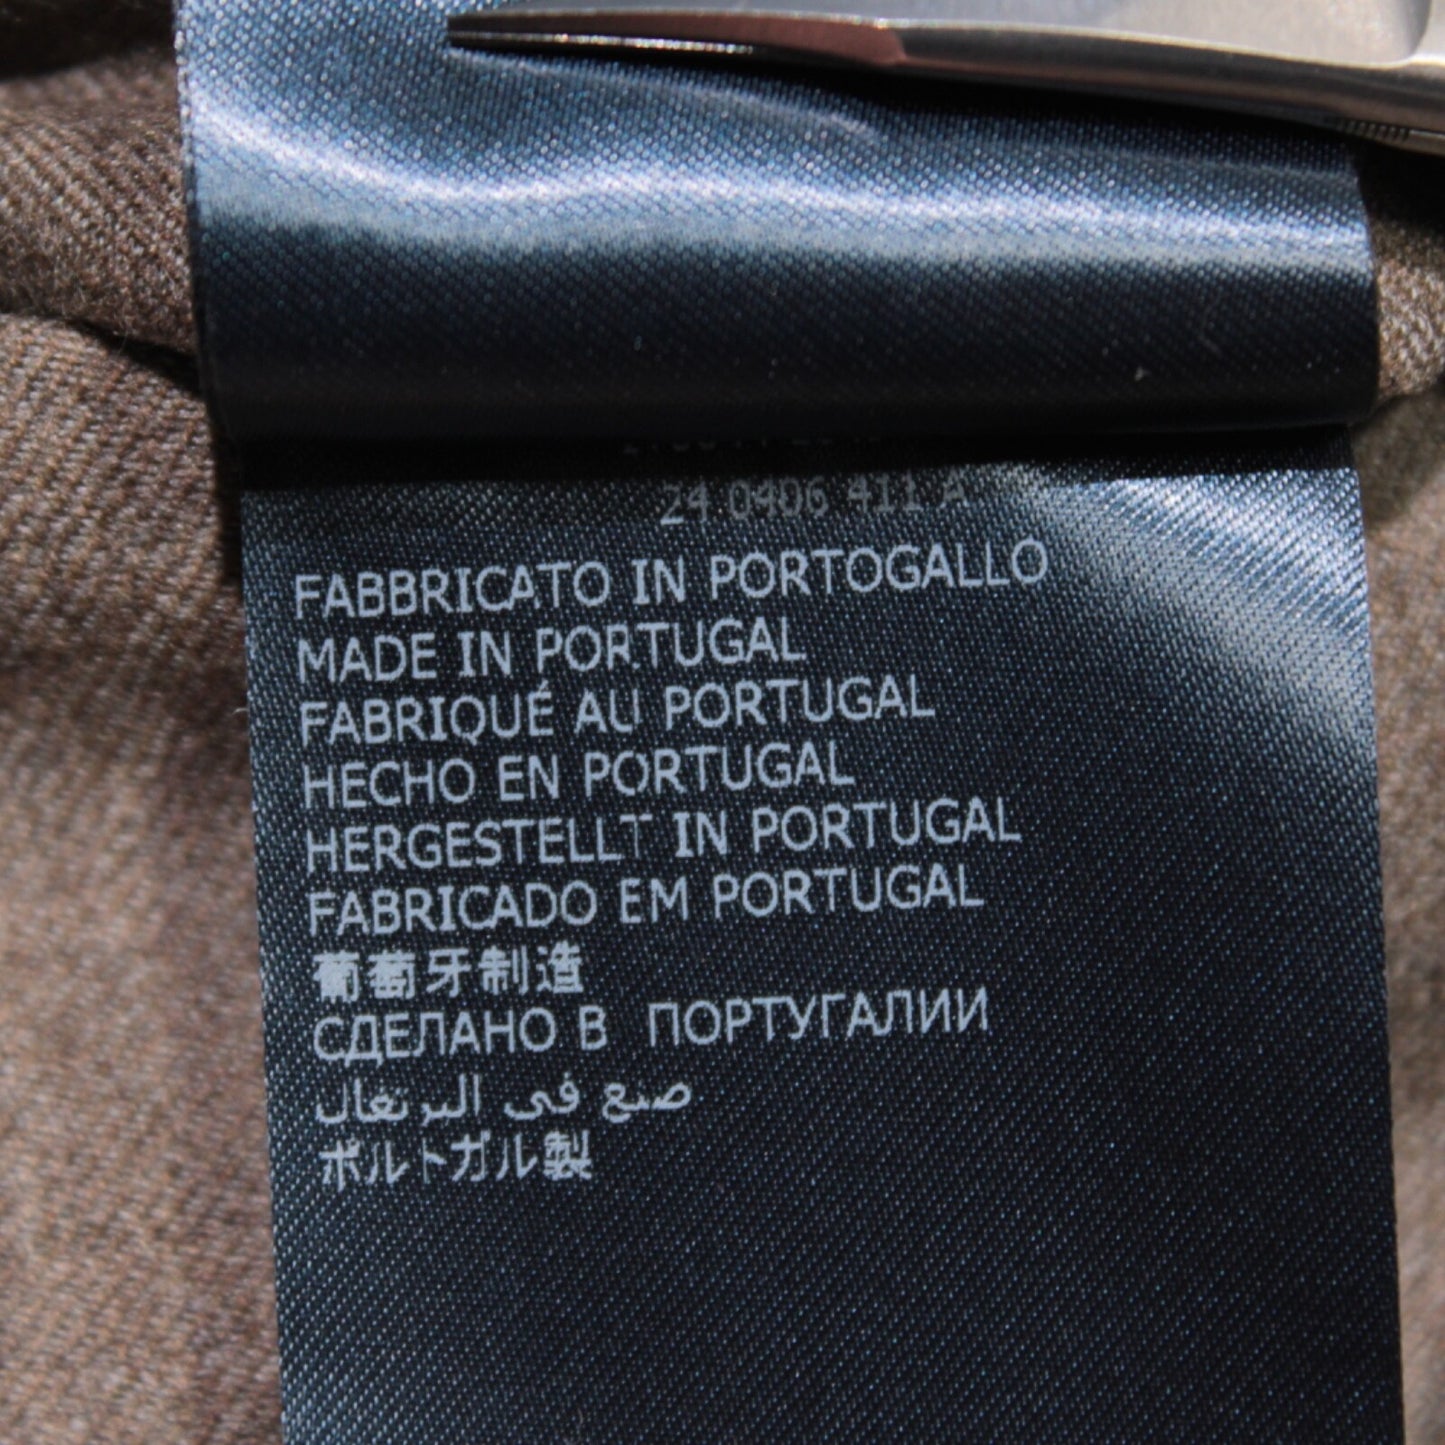 24 0406 411 A
FABBRICATO IN PORTOGALLO
MADE IN PORTUGAL
FABRIQUÉ AU PORTUGAL
HECHO EN PORTUGAL
HERGESTELLT IN PORTUGAL
FABRICADO EM PORTUGAL
葡萄牙制造
СДЕЛАНО В ПОРТУГАЛИИ
صنع في البرتغال
ポルトガル製